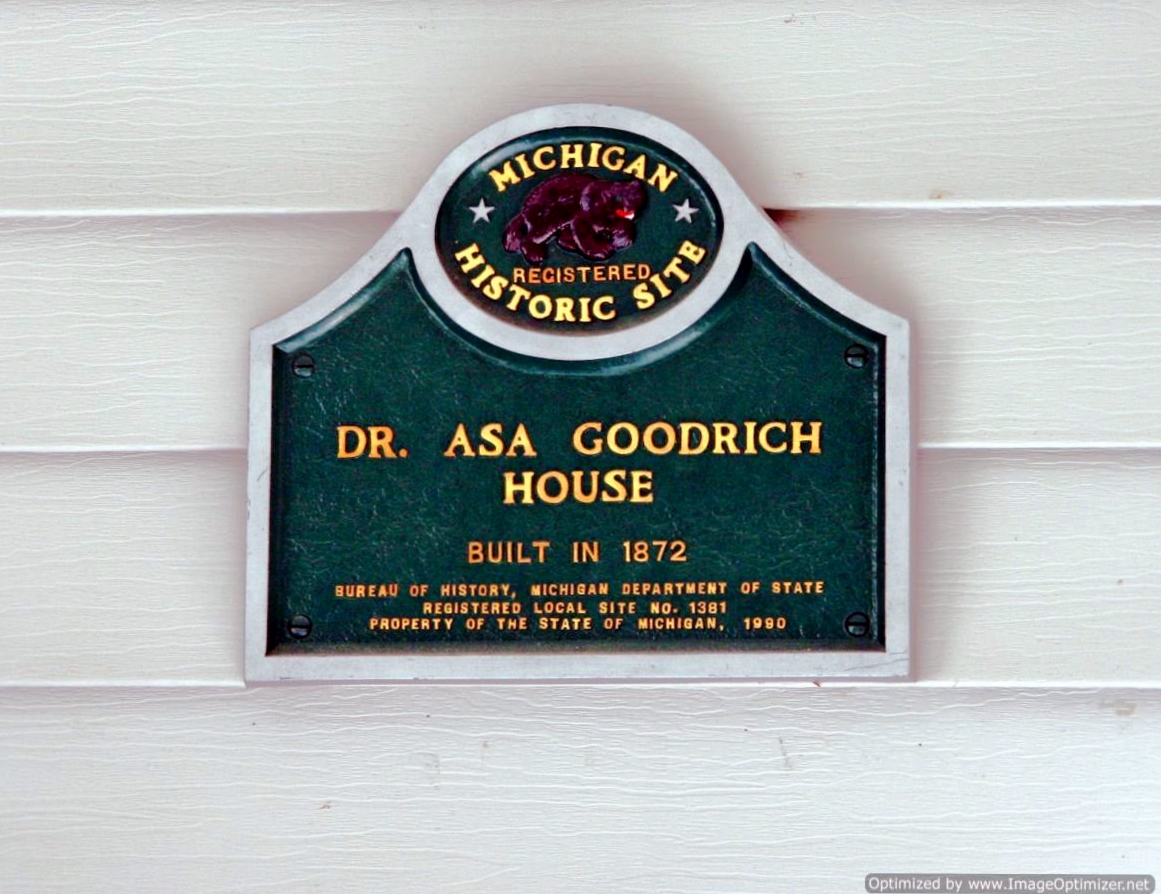 MICHIGAN
REGISTERED
HISTORIC SITE
DR. ASA GOODRICH
HOUSE
BUILT IN 1872
BUREAU OF HISTORY, MICHIGAN DEPARTMENT OF STATE
REGISTERED LOCAL SITE NO. 1381
PROPERTY OF THE STATE OF MICHIGAN, 1990
Optimized by www.ImageOptimizer.net